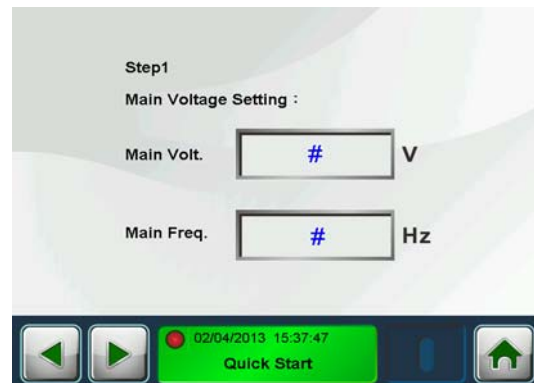 Step1
Main Voltage Setting :
Main Volt. # V
Main Freq. # Hz
02/04/2013 15:37:47
Quick Start